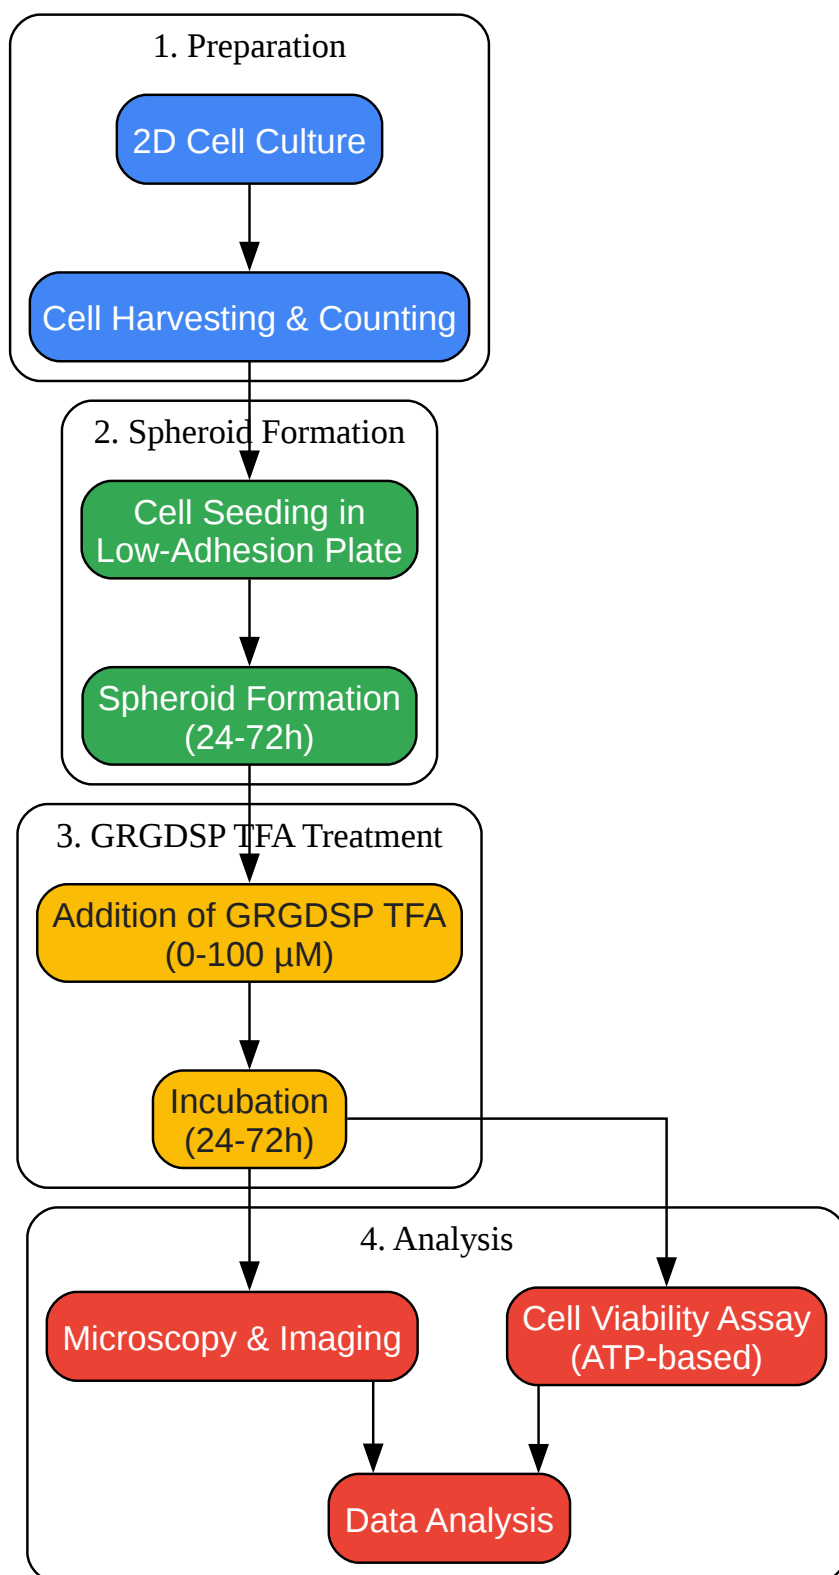 1. Preparation
2D Cell Culture
Cell Harvesting & Counting
2. Spheroid Formation
Cell Seeding in
Low-Adhesion Plate
Spheroid Formation
(24-72h)
3. GRGDSP TFA Treatment
Addition of GRGDSP TFA
(0-100 µM)
Incubation
(24-72h)
4. Analysis
Microscopy & Imaging
Cell Viability Assay
(ATP-based)
Data Analysis